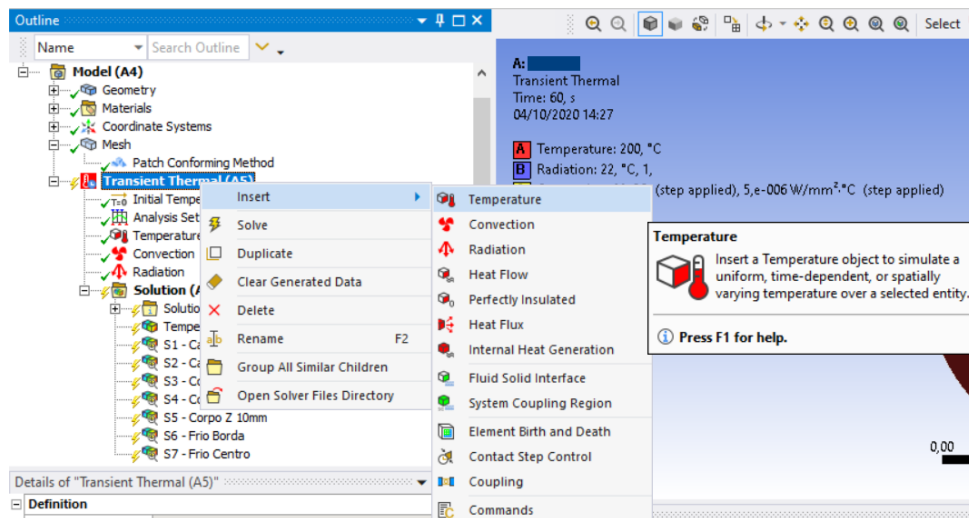 Outline
Name
Search Outline
Select
Model (A4)
Geometry
Materials
Coordinate Systems
Mesh
Patch Conforming Method
Transient Thermal (A5)
Initial Tempe
Analysis Set
Temperature
Convection
Radiation
Solution (A
Solutio
Tempe
S1 - Ca
S2 - Ca
S3 - Co
S4 - Co
S5 - Corpo Z 10mm
S6 - Frio Borda
S7 - Frio Centro
Details of "Transient Thermal (A5)"
Definition
Insert
Solve
Duplicate
Clear Generated Data
Delete
Rename F2
Group All Similar Children
Open Solver Files Directory
Temperature
Convection
Radiation
Heat Flow
Perfectly Insulated
Heat Flux
Internal Heat Generation
Fluid Solid Interface
System Coupling Region
Element Birth and Death
Contact Step Control
Coupling
Commands
A:
Transient Thermal
Time: 60, s
04/10/2020 14:27
A Temperature: 200, °C
B Radiation: 22, °C, 1,
(step applied), 5,e-006 W/mm²·°C (step applied)
Temperature
Insert a Temperature object to simulate a
uniform, time-dependent, or spatially
varying temperature over a selected entity.
Press F1 for help.
0,00